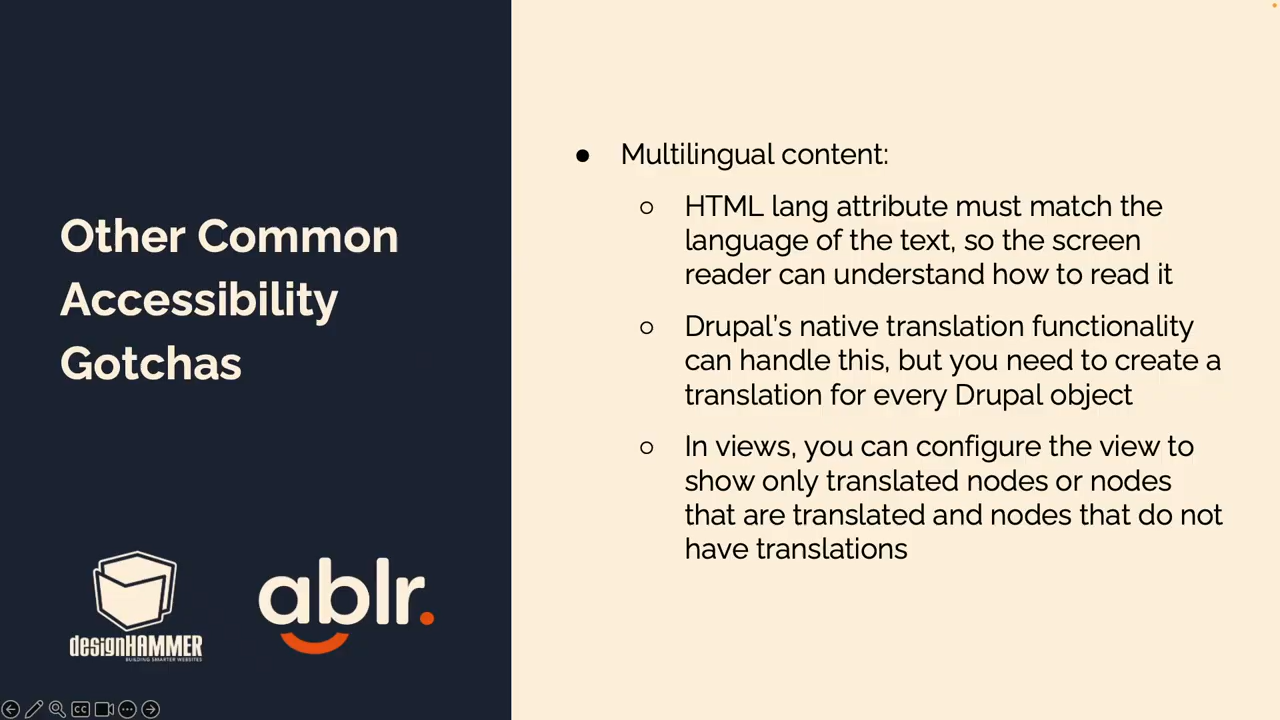 Other Common
Accessibility
Gotchas
designHAMMER
BUILDING SMARTER WEBSITES
ablr.
● Multilingual content:
○ HTML lang attribute must match the
language of the text, so the screen
reader can understand how to read it
○ Drupal’s native translation functionality
can handle this, but you need to create a
translation for every Drupal object
○ In views, you can configure the view to
show only translated nodes or nodes
that are translated and nodes that do not
have translations
CC